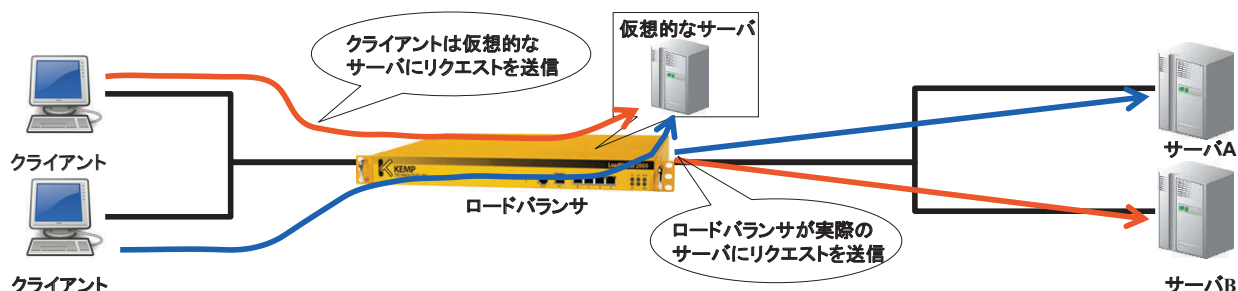 クライアントは仮想的な
サーバにリクエストを送信
仮想的なサーバ
クライアント
KEMP
ロードバランサ
ロードバランサが実際の
サーバにリクエストを送信
サーバA
クライアント
サーバB